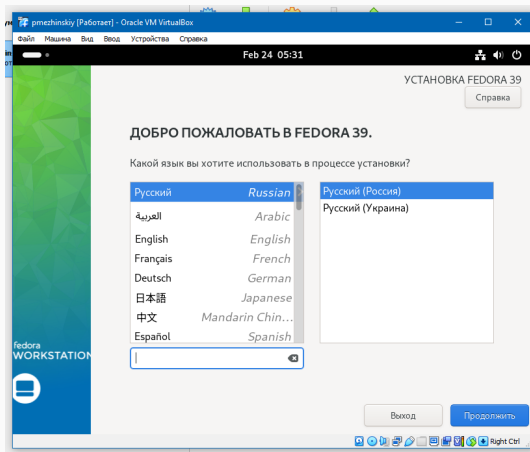 pmezhinskiy [Работает] - Oracle VM VirtualBox
Файл Машина Вид Ввод Устройства Справка
Feb 24 05:31
УСТАНОВКА FEDORA 39
Справка
ДОБРО ПОЖАЛОВАТЬ В FEDORA 39.
Какой язык вы хотите использовать в процессе установки?
Русский Russian
العربية Arabic
English English
Français French
Deutsch German
日本語 Japanese
中文 Mandarin Chin...
Español Spanish
Русский (Россия)
Русский (Украина)
fedora
WORKSTATION
Выход
Продолжить
Right Ctrl